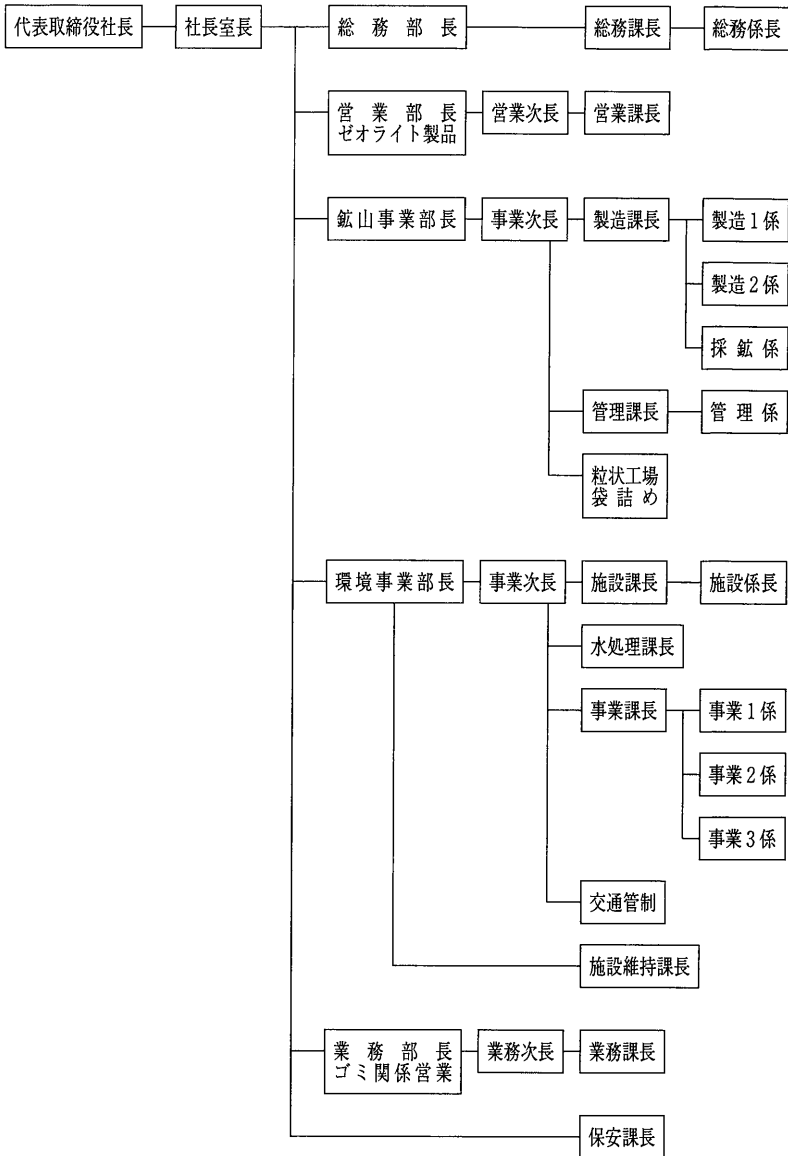 代表取締役社長
社長室長
総務部長
総務課長
総務係長
営業部長
ゼオライト製品
営業次長
営業課長
鉱山事業部長
事業次長
製造課長
製造1係
製造2係
採鉱係
管理課長
管理係
粒状工場
袋詰め
環境事業部長
事業次長
施設課長
施設係長
水処理課長
事業課長
事業1係
事業2係
事業3係
交通管制
施設維持課長
業務部長
ゴミ関係営業
業務次長
業務課長
保安課長